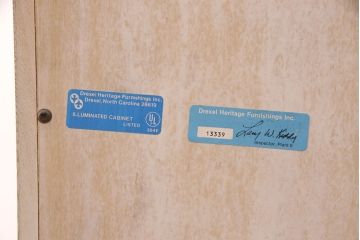 Drexel Heritage Furnishings Inc.
Drexel, North Carolina 28619
ILLUMINATED CABINET
LISTED
UL
Drexel Heritage Furnishings Inc.
13339
Inspector, Plant 6